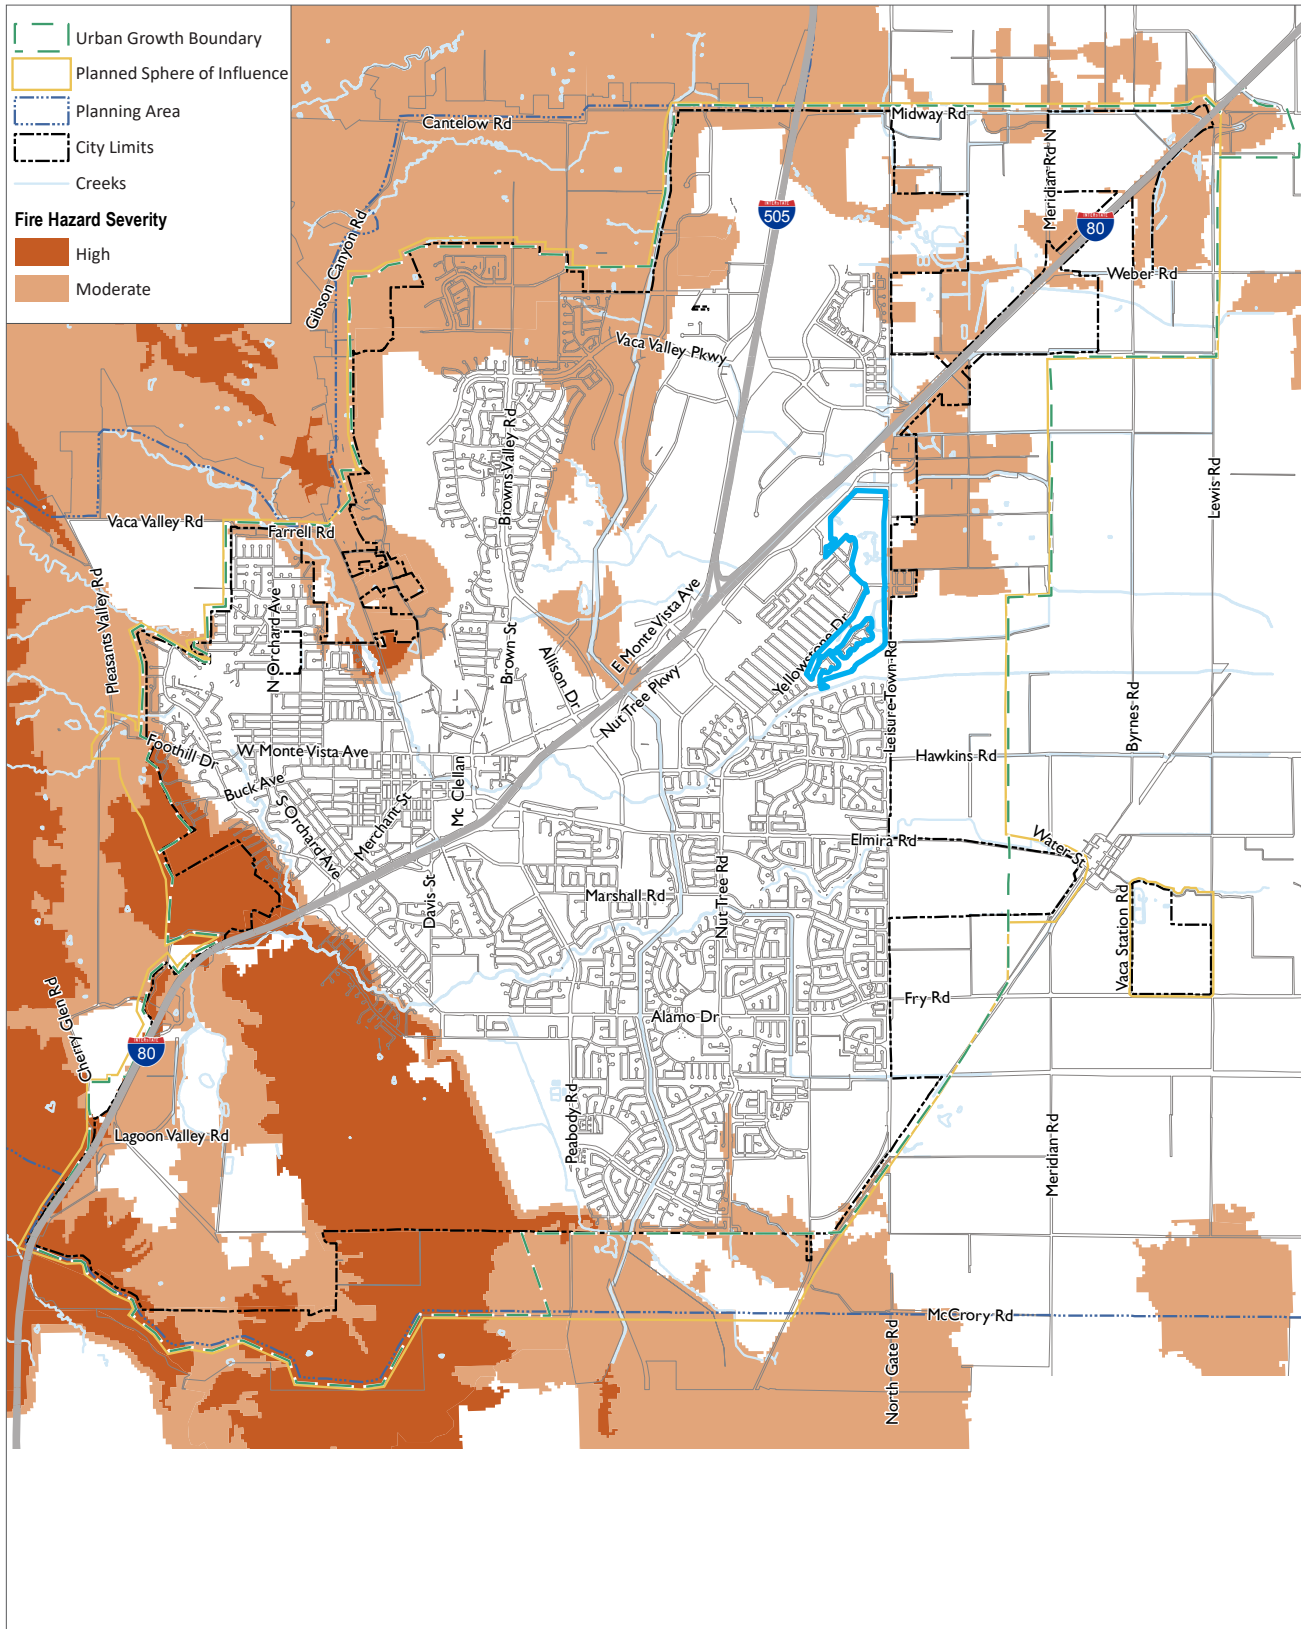 Urban Growth Boundary
Planned Sphere of Influence
Planning Area
City Limits
Creeks
Fire Hazard Severity
High
Moderate
Cantelow Rd
Midway Rd
Meridian Rd N
Gibson Canyon Rd
INTERSTATE
505
INTERSTATE
80
Weber Rd
Vaca Valley Pkwy
Browns Valley Rd
Lewis Rd
Vaca Valley Rd
Farrell Rd
Pleasants Valley Rd
N Orchard Ave
Brown St
Allison Dr
E Monte Vista Ave
Nut Tree Pkwy
Yellowstone Dr
Leisure Town Rd
Byrnes Rd
Foothill Dr
W Monte Vista Ave
Hawkins Rd
Buck Ave
S Orchard Ave
Merchant St
Mc Clellan
Elmira Rd
Water St
Davis St
Marshall Rd
Nut Tree Rd
Vaca Station Rd
Cherry Glen Rd
Fry Rd
Alamo Dr
INTERSTATE
80
Peabody Rd
Lagoon Valley Rd
Meridian Rd
McCrory Rd
North Gate Rd